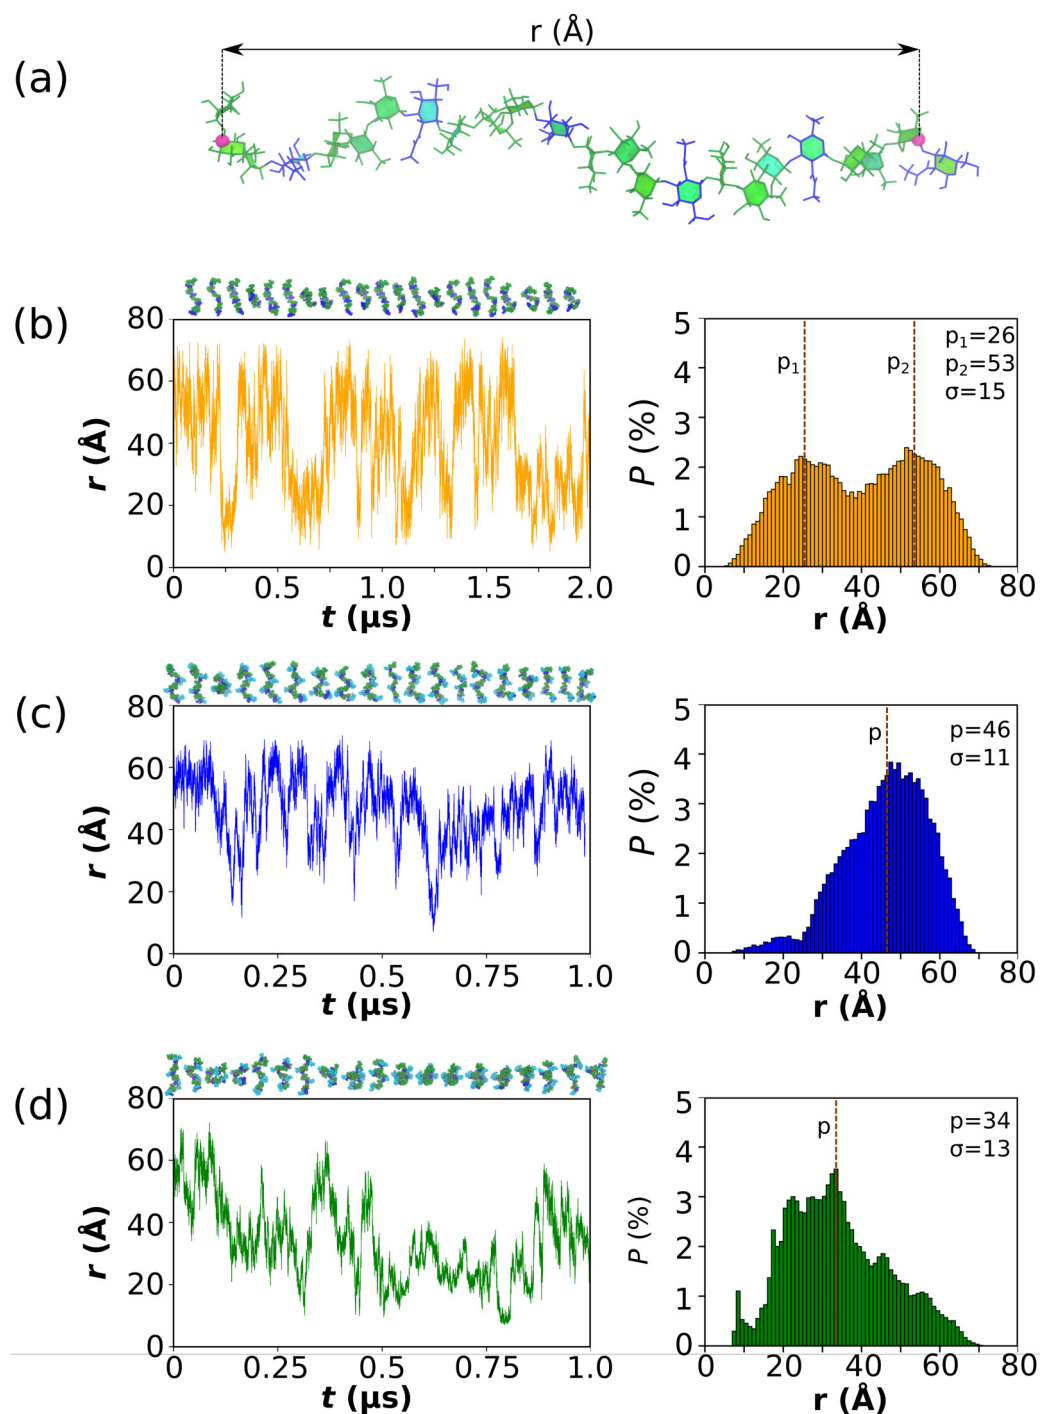 r (Å)
(a)
(b)
80
60
40
20
0
r (Å)
0 0.5 1.0 1.5 2.0
t (μs)
5
4
3
2
1
0
P (%)
p₁
p₂
p₁=26
p₂=53
σ=15
0 20 40 60 80
r (Å)
(c)
80
60
40
20
0
r (Å)
0 0.25 0.5 0.75 1.0
t (μs)
5
4
3
2
1
0
P (%)
p
p=46
σ=11
0 20 40 60 80
r (Å)
(d)
80
60
40
20
0
r (Å)
0 0.25 0.5 0.75 1.0
t (μs)
5
4
3
2
1
0
P (%)
p
p=34
σ=13
0 20 40 60 80
r (Å)